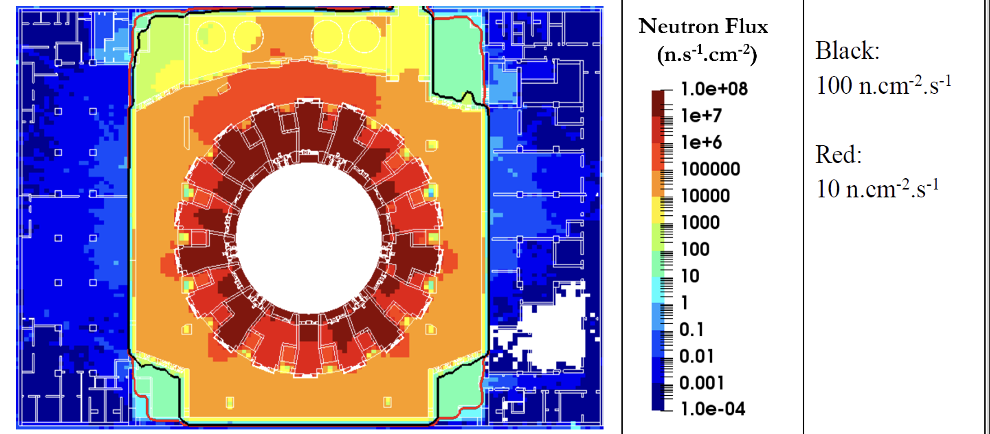 Neutron Flux
(n.s⁻¹.cm⁻²)
1.0e+08
1e+7
1e+6
100000
10000
1000
100
10
1
0.1
0.01
0.001
1.0e-04
Black:
100 n.cm⁻².s⁻¹
Red:
10 n.cm⁻².s⁻¹